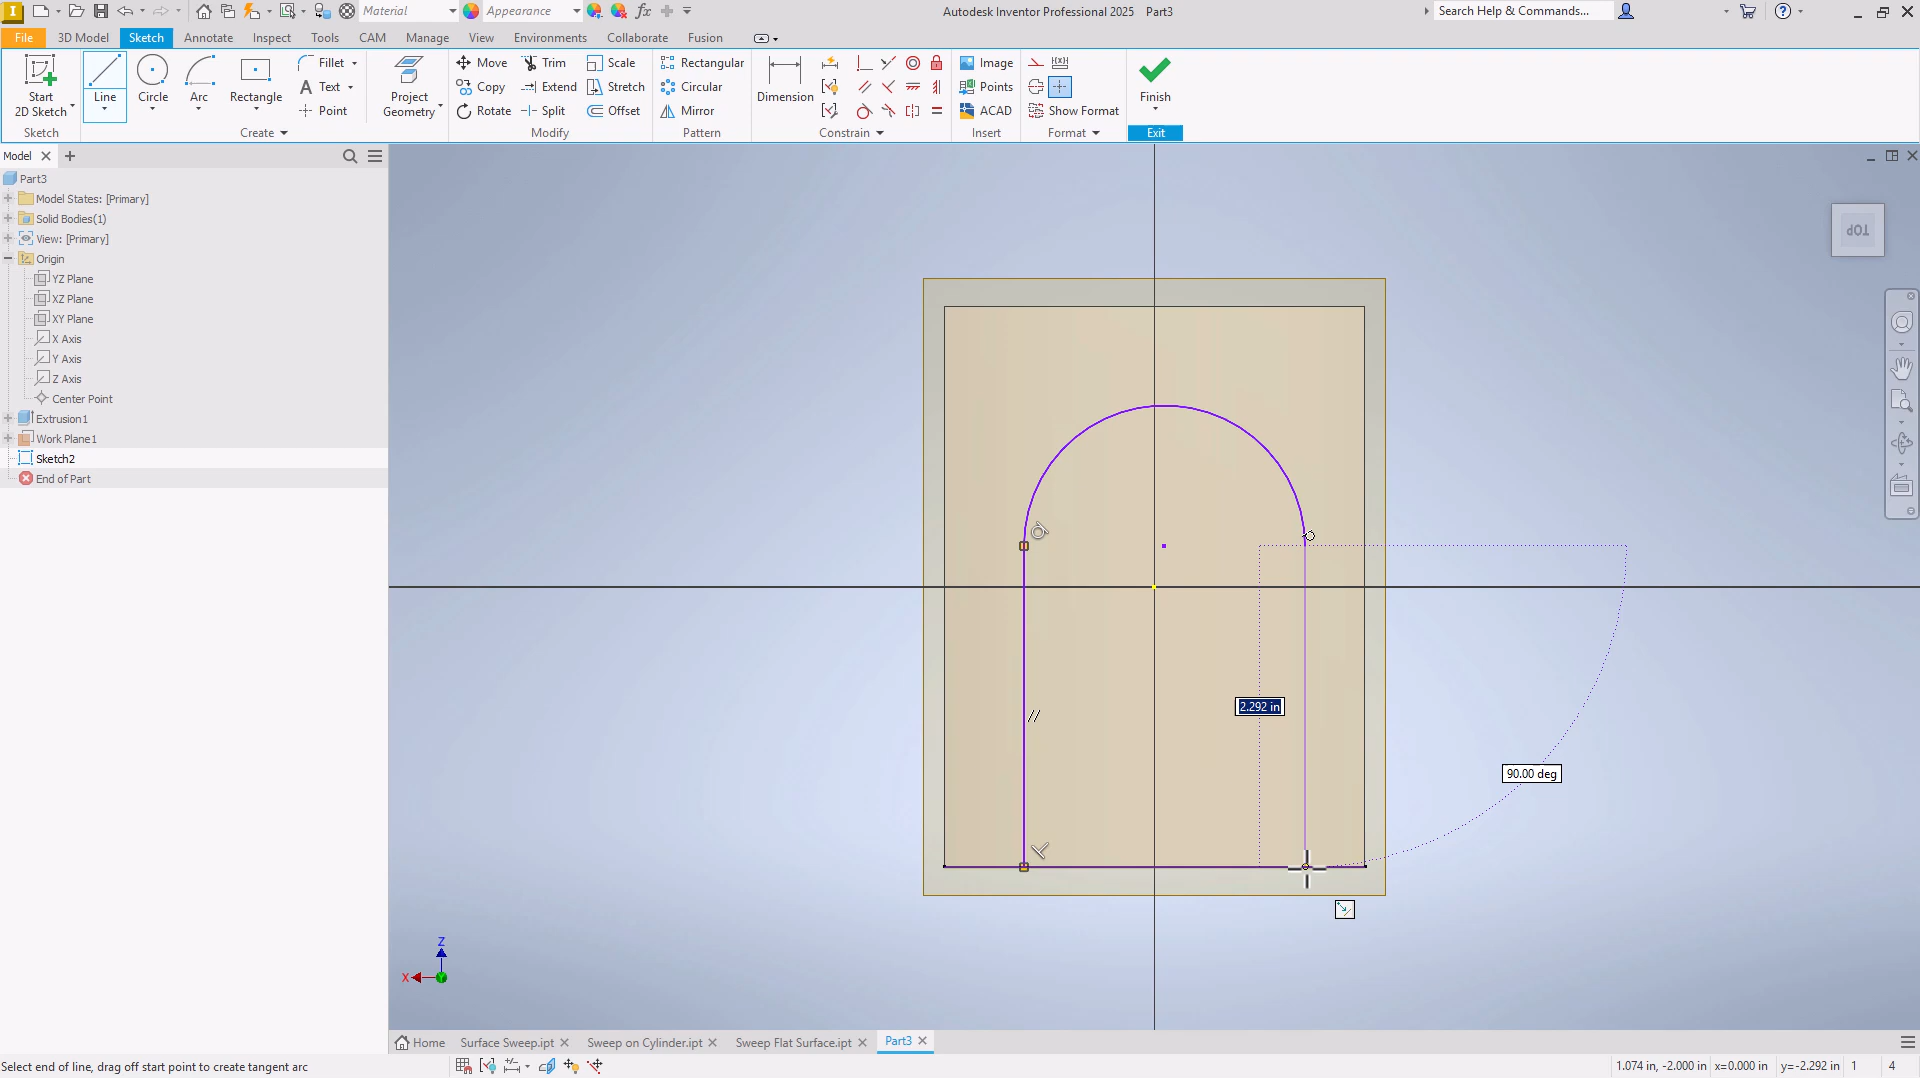 Material
Appearance
Autodesk Inventor Professional 2025 Part3
Search Help & Commands...
File
3D Model
Sketch
Annotate
Inspect
Tools
CAM
Manage
View
Environments
Collaborate
Fusion
Start
2D Sketch
Line
Circle
Arc
Rectangle
Fillet
Text
Point
Project
Geometry
Move
Copy
Rotate
Trim
Extend
Split
Scale
Stretch
Offset
Rectangular
Circular
Mirror
Dimension
Image
Points
ACAD
Show Format
Finish
Sketch
Create
Modify
Pattern
Constrain
Insert
Format
Exit
Model
Part3
Model States: [Primary]
Solid Bodies(1)
View: [Primary]
Origin
YZ Plane
XZ Plane
XY Plane
X Axis
Y Axis
Z Axis
Center Point
Extrusion1
Work Plane1
Sketch2
End of Part
TOP
2.292 in
90.00 deg
Z
X
Home
Surface Sweep.ipt
Sweep on Cylinder.ipt
Sweep Flat Surface.ipt
Part3
Select end of line, drag off start point to create tangent arc
1.074 in, -2.000 in x=0.000 in y=-2.292 in 1 4